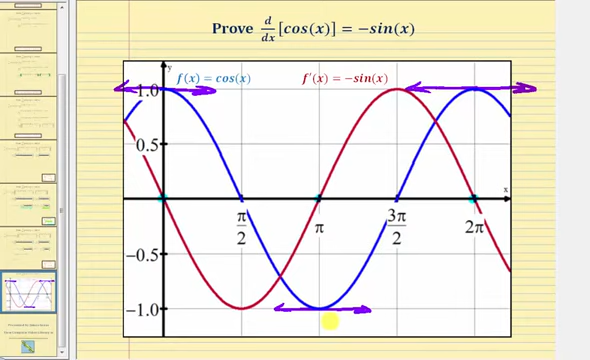 Prove d/dx [cos(x)] = −sin(x)
y
f(x) = cos(x)
f′(x) = −sin(x)
1.0
0.5
x
π/2
π
3π/2
2π
−0.5
−1.0